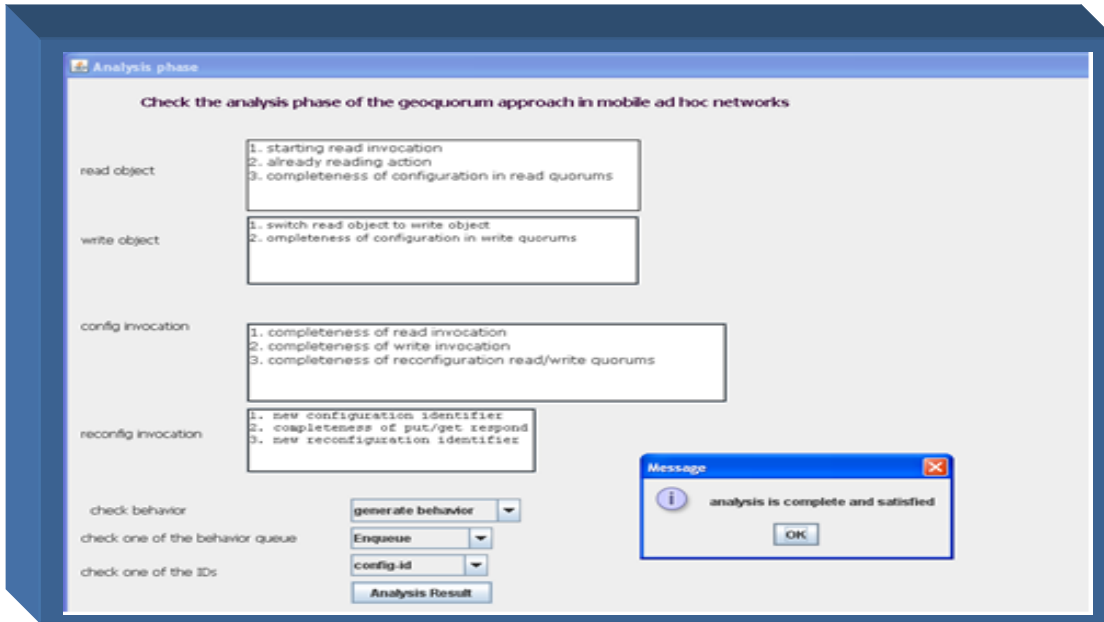 Analysis phase
Check the analysis phase of the geoquorum approach in mobile ad hoc networks
read object
1. starting read invocation
2. already reading action
3. completeness of configuration in read quorums
write object
1. switch read object to write object
2. ompleteness of configuration in write quorums
config invocation
1. completeness of read invocation
2. completeness of write invocation
3. completeness of reconfiguration read/write quorums
reconfig invocation
1. new configuration identifier
2. completeness of put/get respond
3. new reconfiguration identifier
Message
analysis is complete and satisfied
OK
check behavior
generate behavior
check one of the behavior queue
Enqueue
check one of the IDs
config-id
Analysis Result